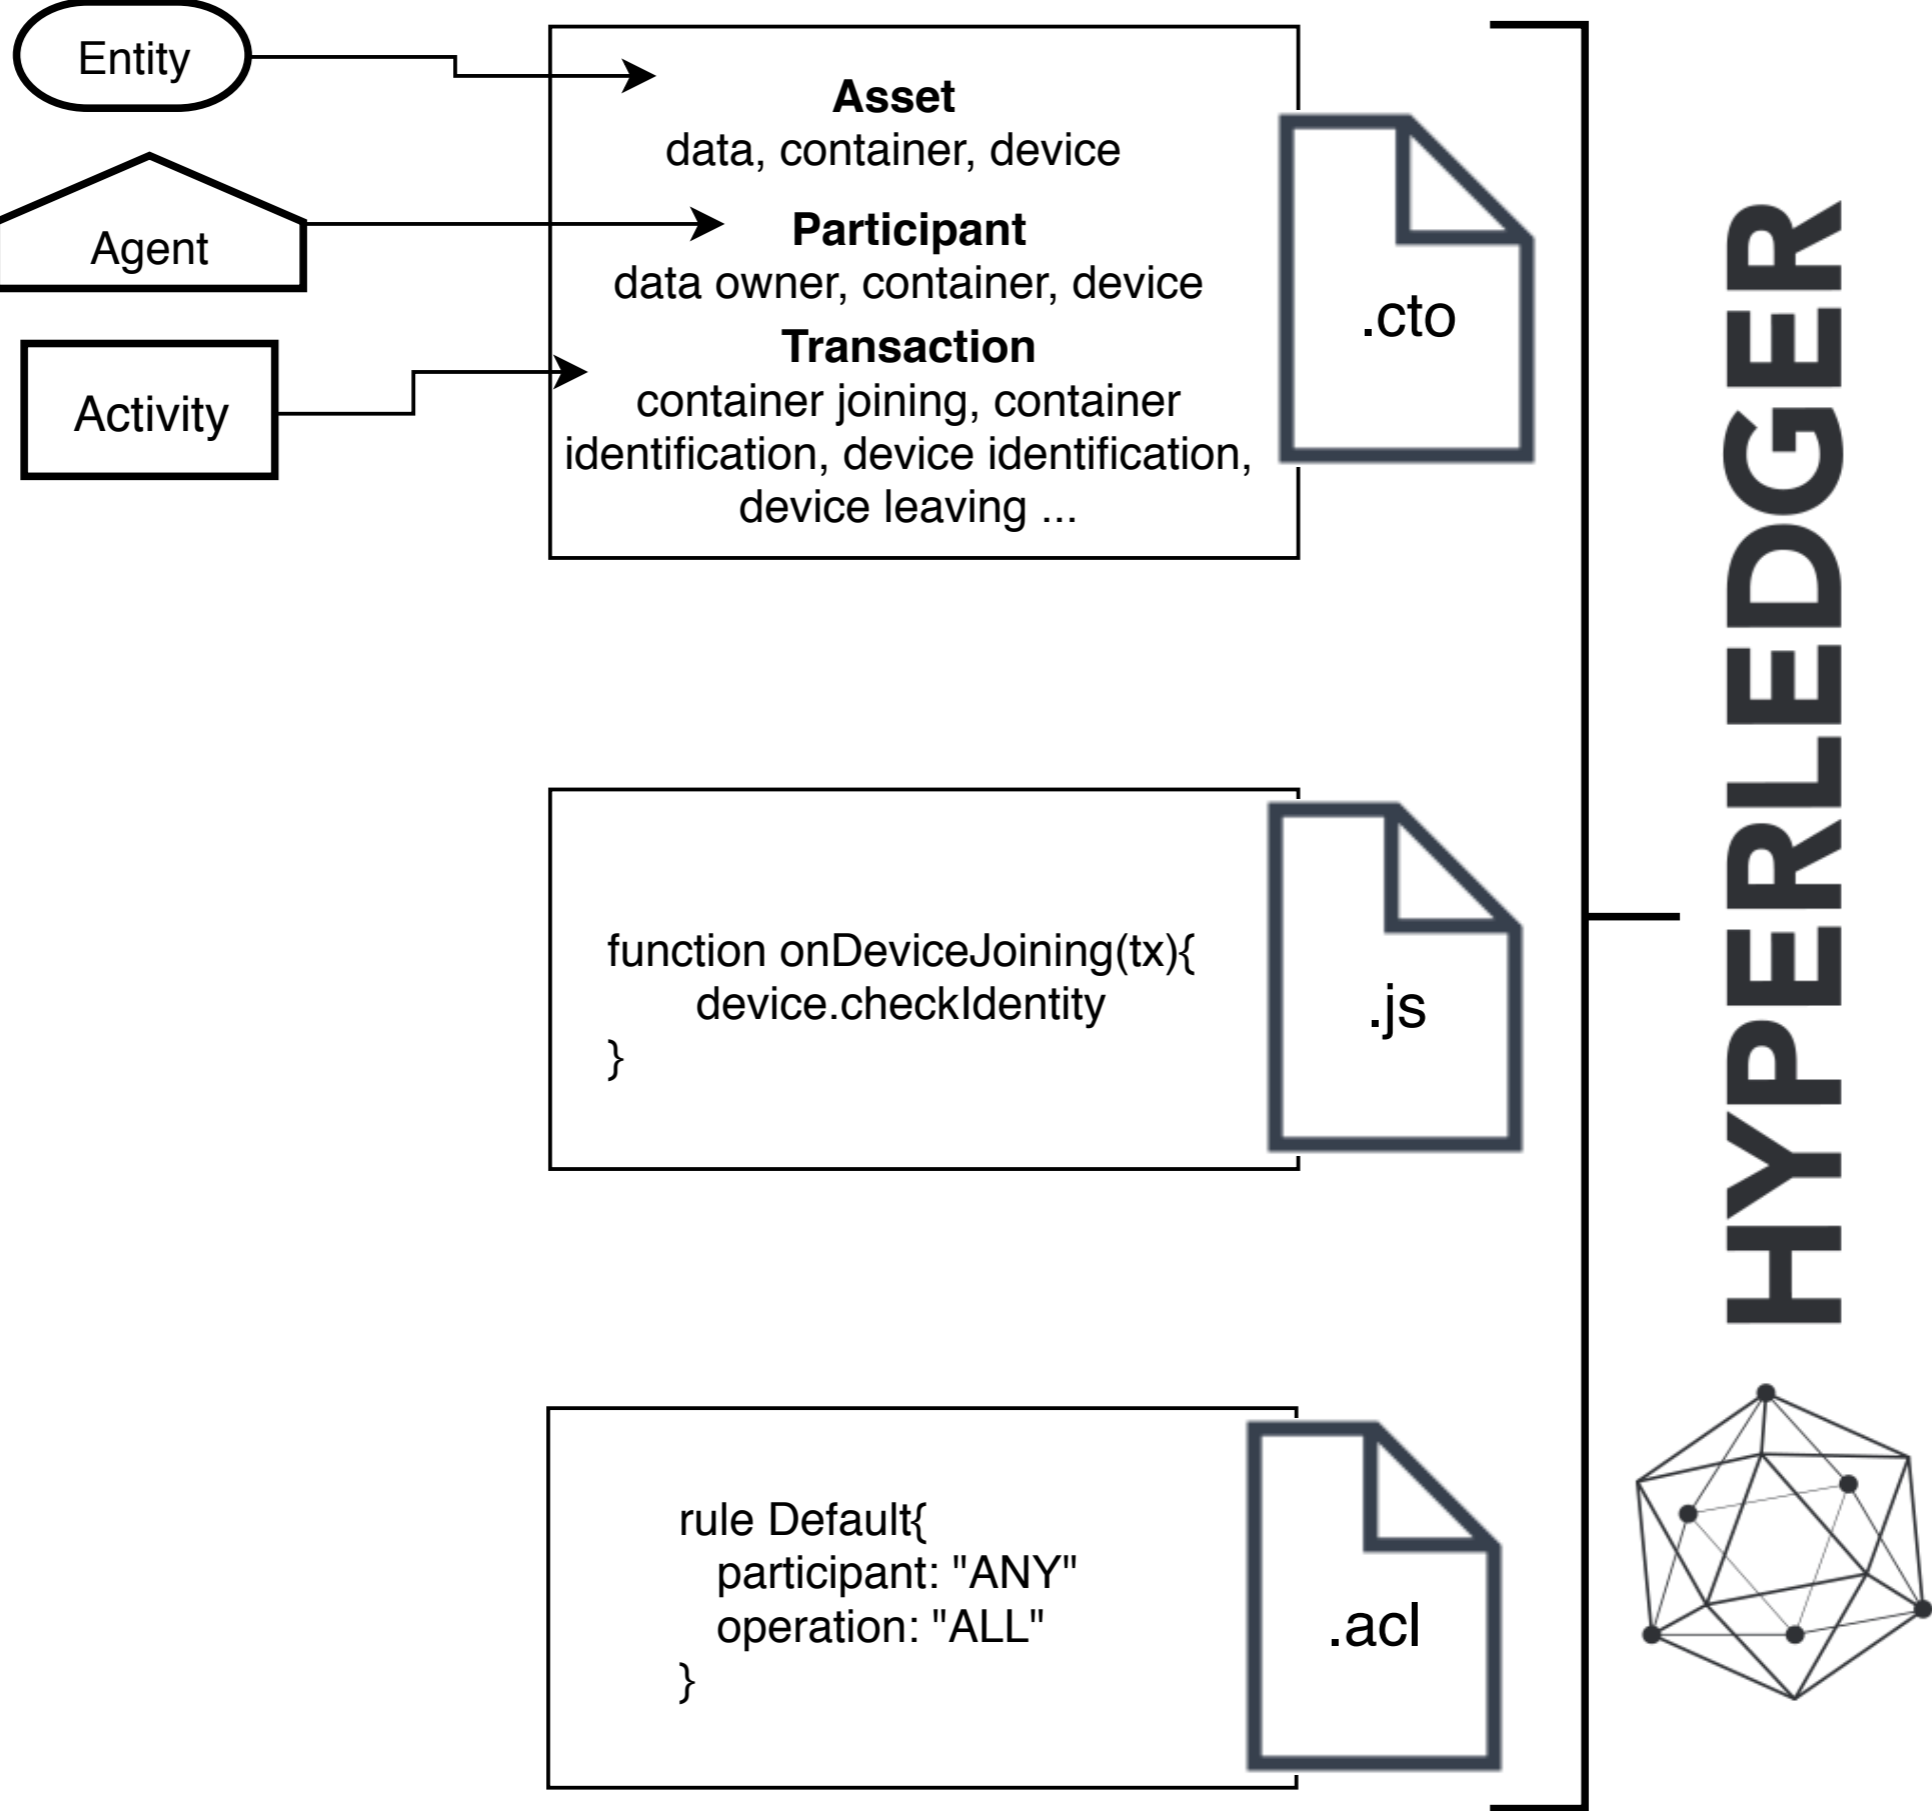 Entity
Asset
data, container, device
Agent
Participant
data owner, container, device
Activity
Transaction
container joining, container
identification, device identification,
device leaving ...
.cto
function onDeviceJoining(tx){
device.checkIdentity
}
.js
rule Default{
participant: "ANY"
operation: "ALL"
}
.acl
HYPERLEDGER